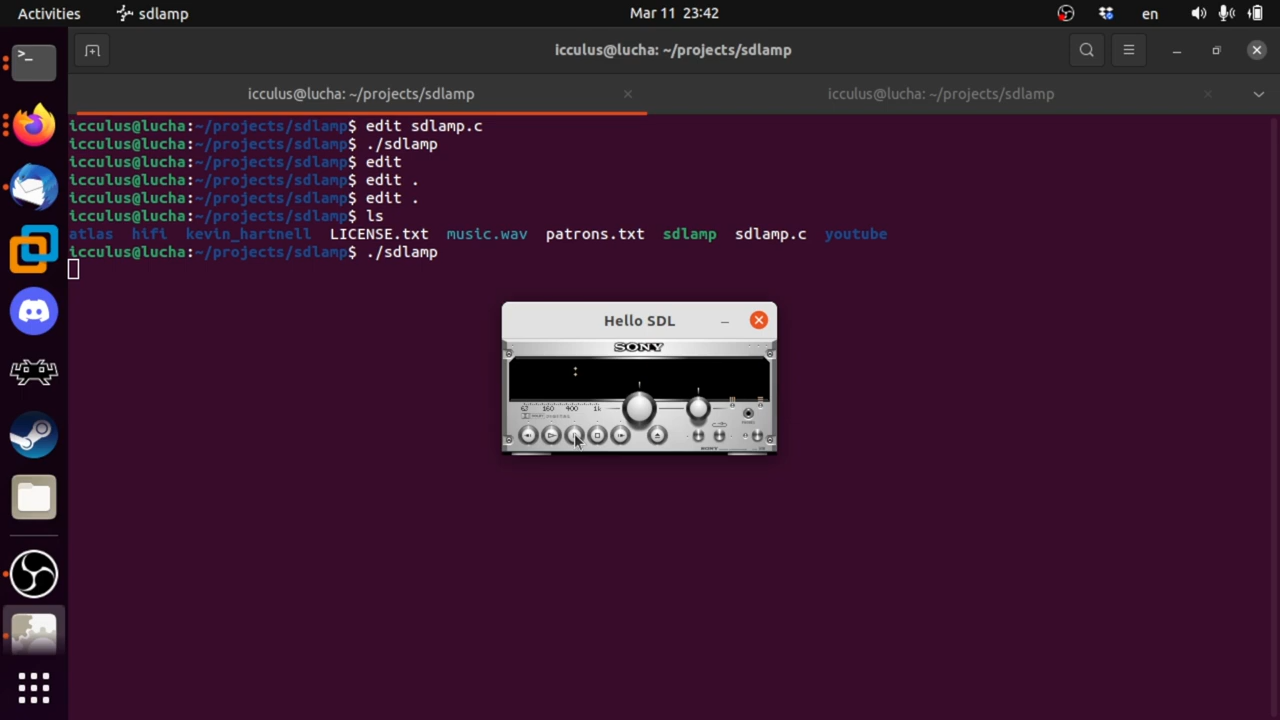 Activities
sdlamp
Mar 11 23:42
en
icculus@lucha: ~/projects/sdlamp
icculus@lucha: ~/projects/sdlamp
icculus@lucha: ~/projects/sdlamp
icculus@lucha:~/projects/sdlamp$ edit sdlamp.c
icculus@lucha:~/projects/sdlamp$ ./sdlamp
icculus@lucha:~/projects/sdlamp$ edit
icculus@lucha:~/projects/sdlamp$ edit .
icculus@lucha:~/projects/sdlamp$ edit .
icculus@lucha:~/projects/sdlamp$ ls
atlas hifi kevin_hartnell LICENSE.txt music.wav patrons.txt sdlamp sdlamp.c youtube
icculus@lucha:~/projects/sdlamp$ ./sdlamp
Hello SDL
SONY
62 160 400 1k